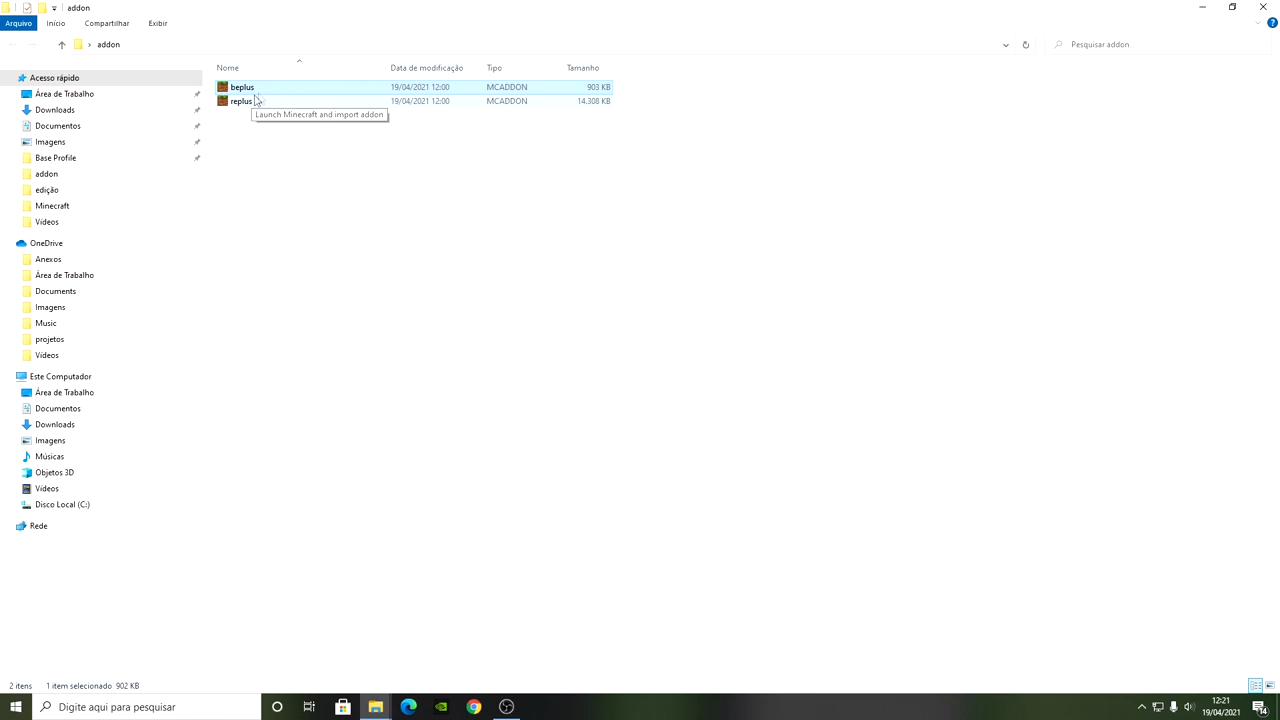 addon
Arquivo Início Compartilhar Exibir
addon Pesquisar addon
Nome Data de modificação Tipo Tamanho
Acesso rápido
beplus 19/04/2021 12:00 MCADDON 903 KB
replus 19/04/2021 12:00 MCADDON 14.308 KB
Launch Minecraft and import addon
Área de Trabalho
Downloads
Documentos
Imagens
Base Profile
addon
edição
Minecraft
Vídeos
OneDrive
Anexos
Área de Trabalho
Documents
Imagens
Music
projetos
Vídeos
Este Computador
Área de Trabalho
Documentos
Downloads
Imagens
Músicas
Objetos 3D
Vídeos
Disco Local (C:)
Rede
2 itens 1 item selecionado 902 KB
Digite aqui para pesquisar
12:21
19/04/2021
14